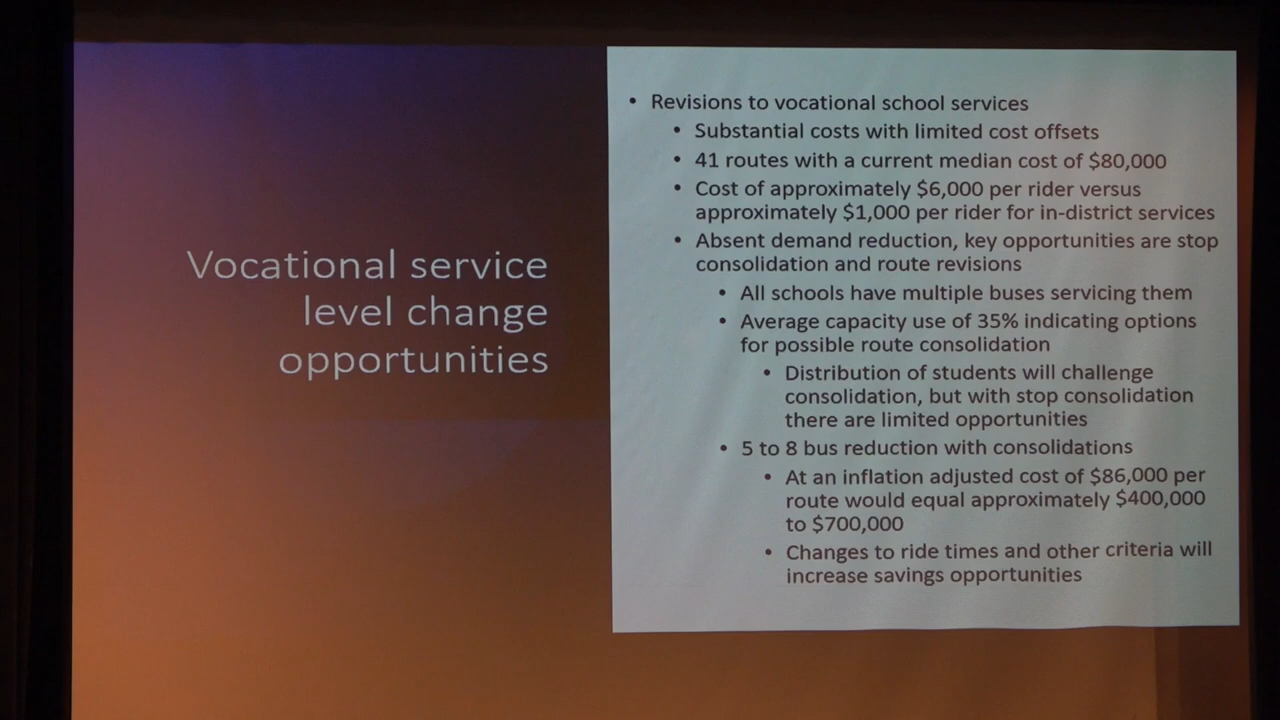 Vocational service
level change
opportunities
• Revisions to vocational school services
• Substantial costs with limited cost offsets
• 41 routes with a current median cost of $80,000
• Cost of approximately $6,000 per rider versus
approximately $1,000 per rider for in-district services
• Absent demand reduction, key opportunities are stop
consolidation and route revisions
• All schools have multiple buses servicing them
• Average capacity use of 35% indicating options
for possible route consolidation
• Distribution of students will challenge
consolidation, but with stop consolidation
there are limited opportunities
• 5 to 8 bus reduction with consolidations
• At an inflation adjusted cost of $86,000 per
route would equal approximately $400,000
to $700,000
• Changes to ride times and other criteria will
increase savings opportunities